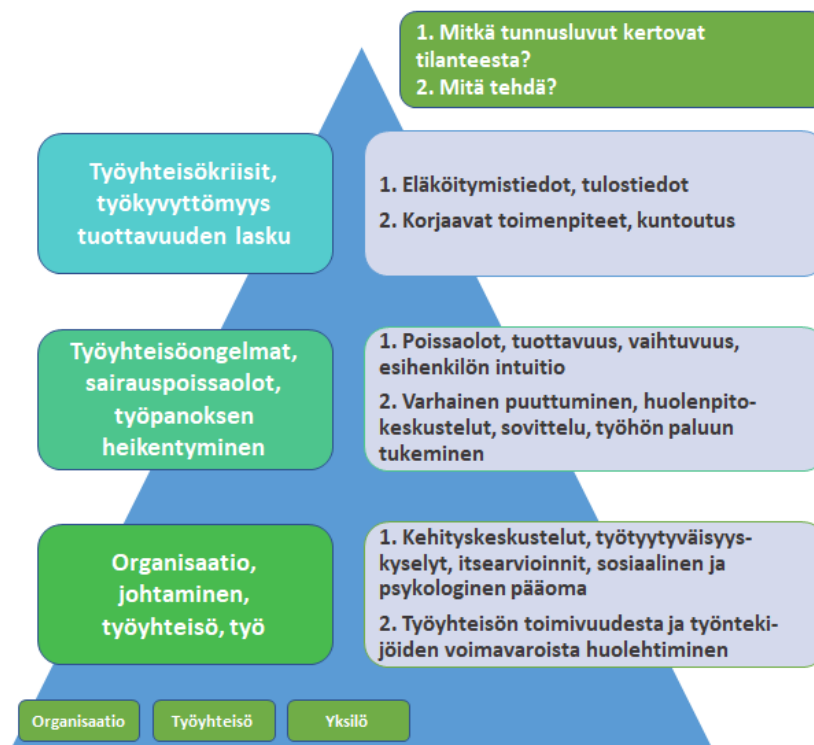 1. Mitkä tunnusluvut kertovat
tilanteesta?
2. Mitä tehdä?
Työyhteisökriisit,
työkyvyttömyys
tuottavuuden lasku
1. Eläköitymistiedot, tulostiedot
2. Korjaavat toimenpiteet, kuntoutus
Työyhteisöongelmat,
sairauspoissaolot,
työpanoksen
heikentyminen
1. Poissaolot, tuottavuus, vaihtuvuus,
esihenkilön intuitio
2. Varhainen puuttuminen, huolenpito-
keskustelut, sovittelu, työhön paluun
tukeminen
Organisaatio,
johtaminen,
työyhteisö, työ
1. Kehityskeskustelut, työtyytyväisyys-
kyselyt, itsearvioinnit, sosiaalinen ja
psykologinen pääoma
2. Työyhteisön toimivuudesta ja työnteki-
jöiden voimavaroista huolehtiminen
Organisaatio
Työyhteisö
Yksilö